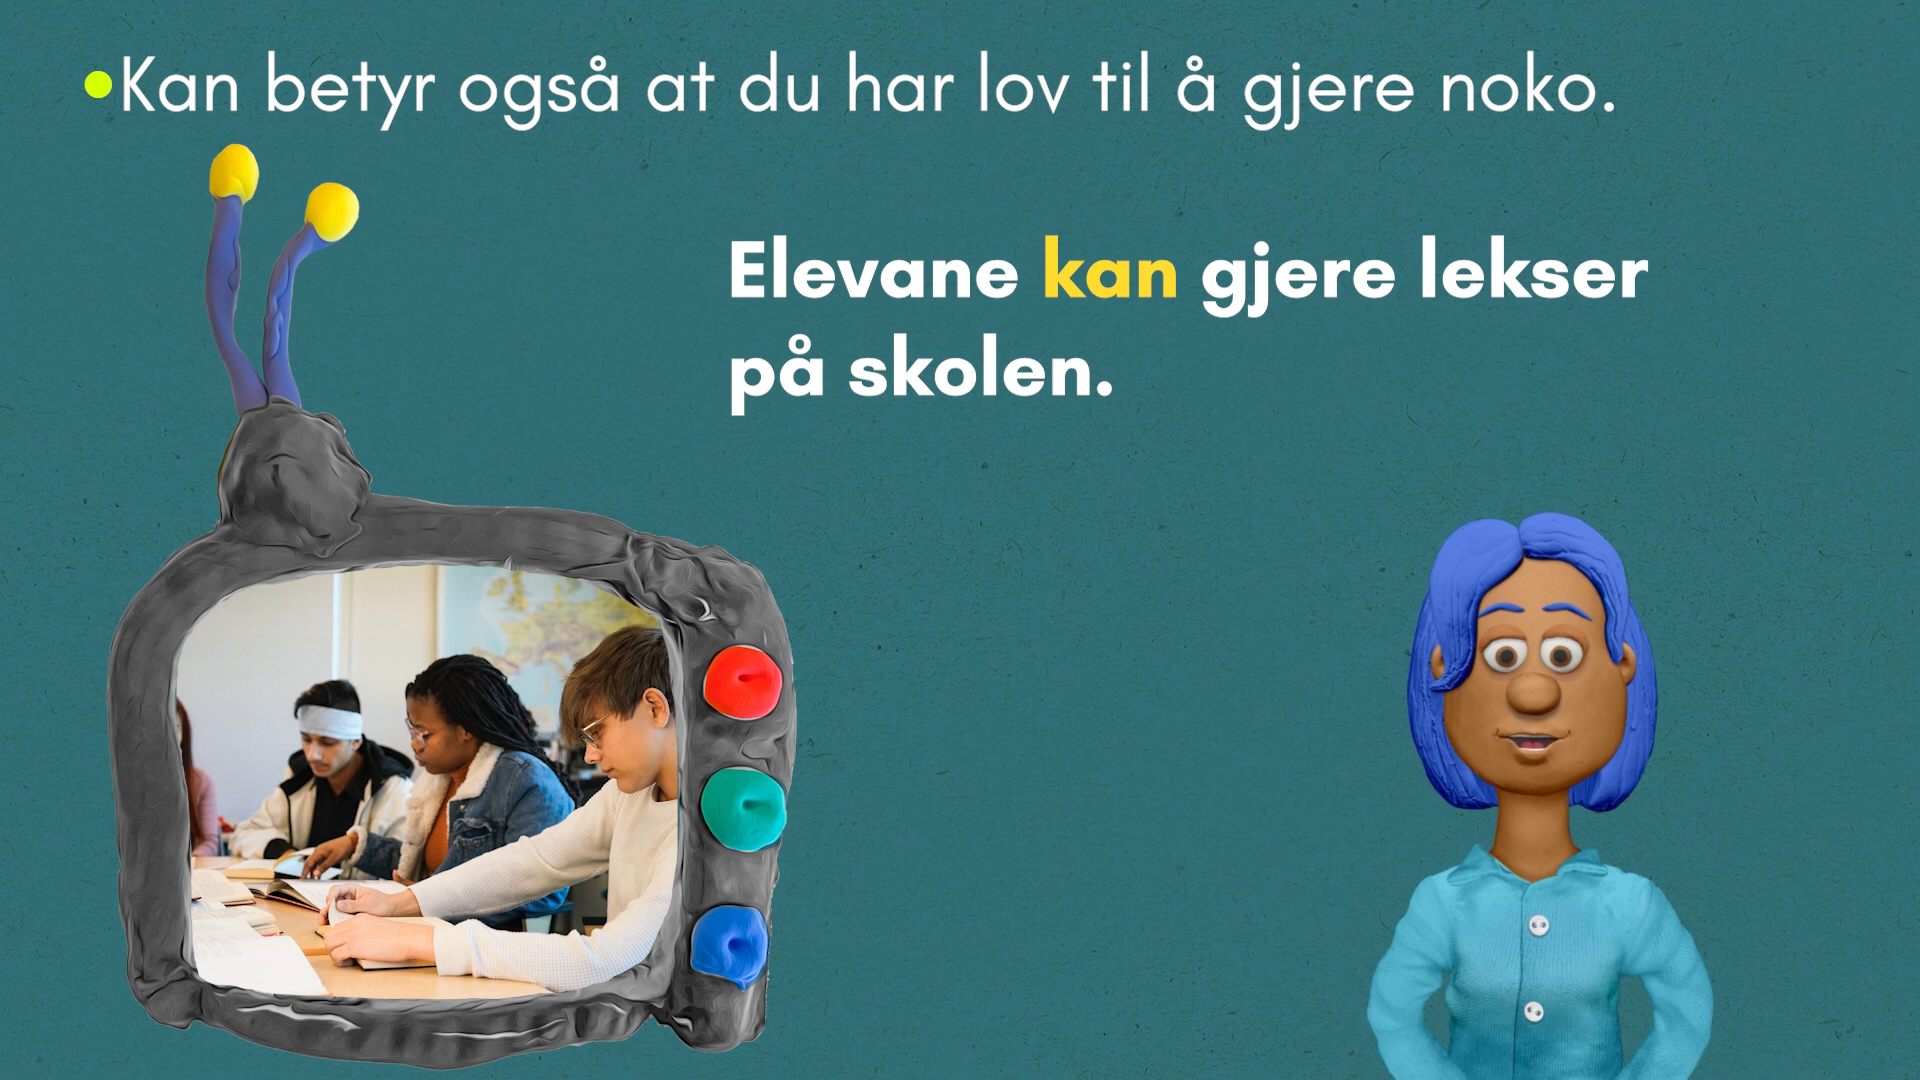 Kan betyr også at du har lov til å gjere noko.
Elevane kan gjere lekser
på skolen.